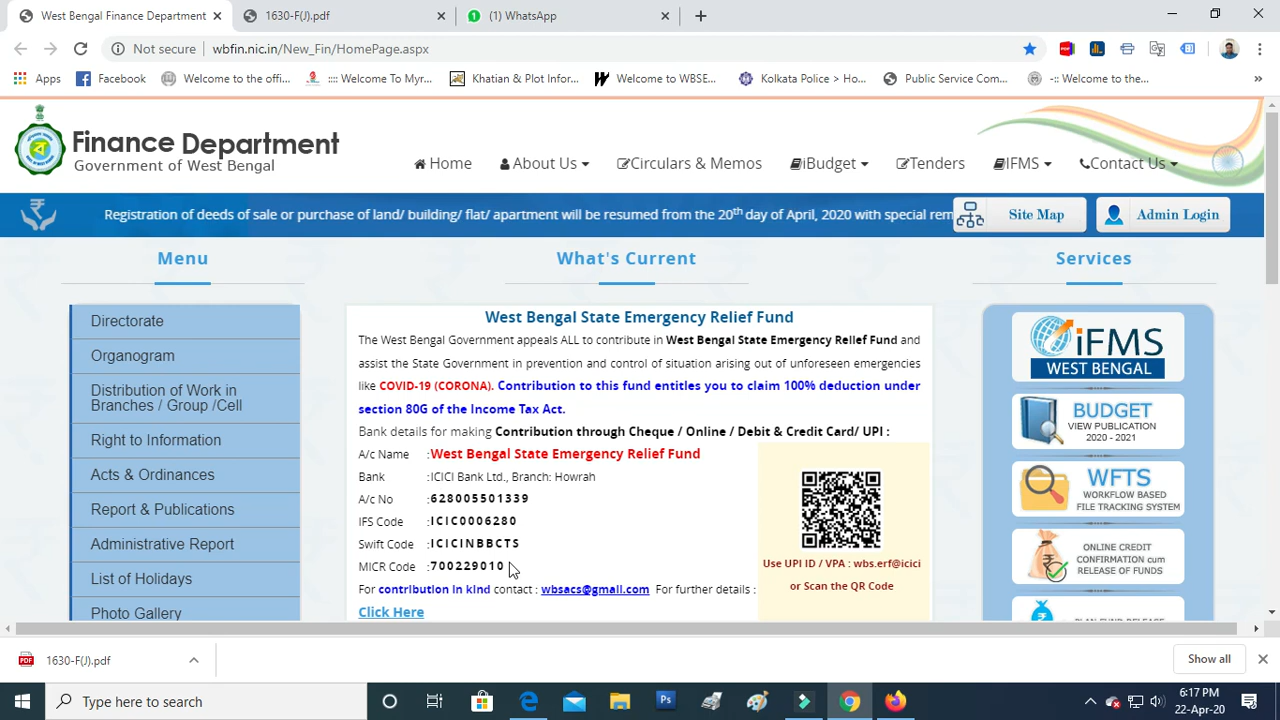 West Bengal Finance Department
1630-F(J).pdf
(1) WhatsApp
Not secure wbfin.nic.in/New_Fin/HomePage.aspx
Apps Facebook Welcome to the offi... :::: Welcome To Myr... Khatian & Plot Infor... Welcome to WBSE... Kolkata Police > Ho... Public Service Com... -:: Welcome to the... »
Finance Department
Government of West Bengal
Home About Us Circulars & Memos iBudget Tenders IFMS Contact Us
Registration of deeds of sale or purchase of land/ building/ flat/ apartment will be resumed from the 20th day of April, 2020 with special rem
Site Map Admin Login
Menu
Directorate
Organogram
Distribution of Work in
Branches / Group /Cell
Right to Information
Acts & Ordinances
Report & Publications
Administrative Report
List of Holidays
Photo Gallery
What's Current
West Bengal State Emergency Relief Fund
The West Bengal Government appeals ALL to contribute in West Bengal State Emergency Relief Fund and
assist the State Government in prevention and control of situation arising out of unforeseen emergencies
like COVID-19 (CORONA). Contribution to this fund entitles you to claim 100% deduction under
section 80G of the Income Tax Act.
Bank details for making Contribution through Cheque / Online / Debit & Credit Card/ UPI :
A/c Name :West Bengal State Emergency Relief Fund
Bank :ICICI Bank Ltd., Branch: Howrah
A/c No :628005501339
IFS Code :ICIC0006280
Swift Code :ICICINBBCTS
MICR Code :700229010
For contribution in kind contact : wbsacs@gmail.com For further details :
Click Here
Use UPI ID / VPA : wbs.erf@icici
or Scan the QR Code
Services
iFMS
WEST BENGAL
BUDGET
VIEW PUBLICATION
2020 - 2021
WFTS
WORKFLOW BASED
FILE TRACKING SYSTEM
ONLINE CREDIT
CONFIRMATION cum
RELEASE OF FUNDS
PLAN FUND RELEASE
1630-F(J).pdf
Show all
Type here to search
6:17 PM
22-Apr-20